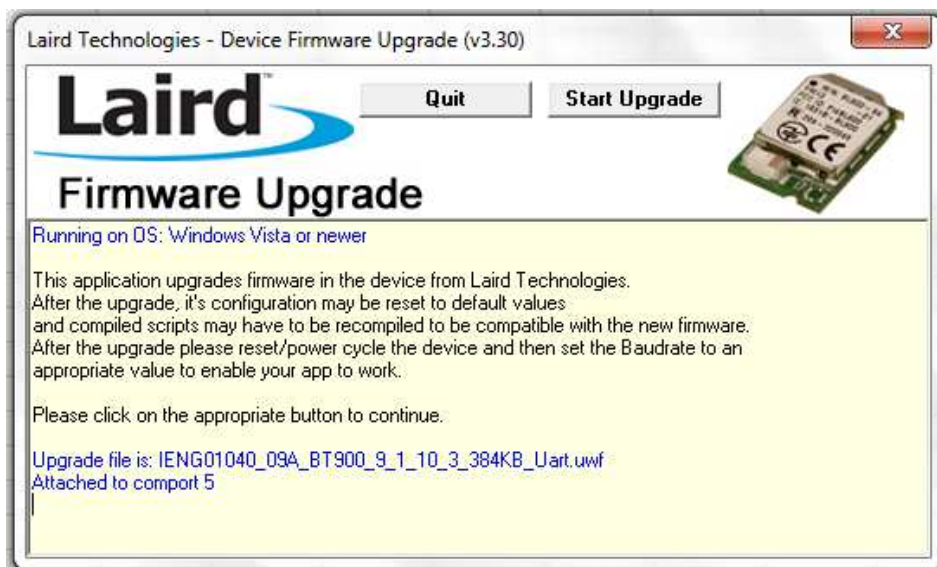 Laird Technologies - Device Firmware Upgrade (v3.30)
Laird™
Quit
Start Upgrade
Firmware Upgrade
Running on OS: Windows Vista or newer
This application upgrades firmware in the device from Laird Technologies.
After the upgrade, it's configuration may be reset to default values
and compiled scripts may have to be recompiled to be compatible with the new firmware.
After the upgrade please reset/power cycle the device and then set the Baudrate to an
appropriate value to enable your app to work.
Please click on the appropriate button to continue.
Upgrade file is: IENG01040_09A_BT900_9_1_10_3_384KB_Uart.uwf
Attached to comport 5